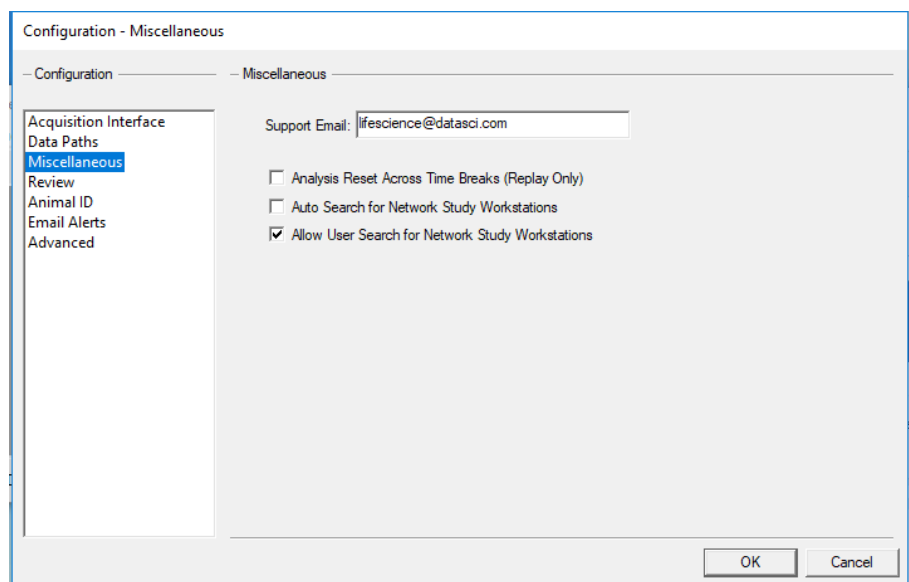 Configuration - Miscellaneous
Configuration
Acquisition Interface
Data Paths
Miscellaneous
Review
Animal ID
Email Alerts
Advanced
Miscellaneous
Support Email: lifescience@datasci.com
Analysis Reset Across Time Breaks (Replay Only)
Auto Search for Network Study Workstations
Allow User Search for Network Study Workstations
OK Cancel